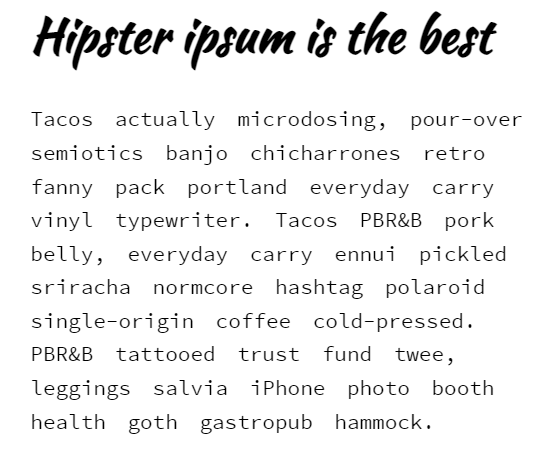 Hipster ipsum is the best
Tacos actually microdosing, pour-over
semiotics banjo chicharrones retro
fanny pack portland everyday carry
vinyl typewriter. Tacos PBR&B pork
belly, everyday carry ennui pickled
sriracha normcore hashtag polaroid
single-origin coffee cold-pressed.
PBR&B tattooed trust fund twee,
leggings salvia iPhone photo booth
health goth gastropub hammock.